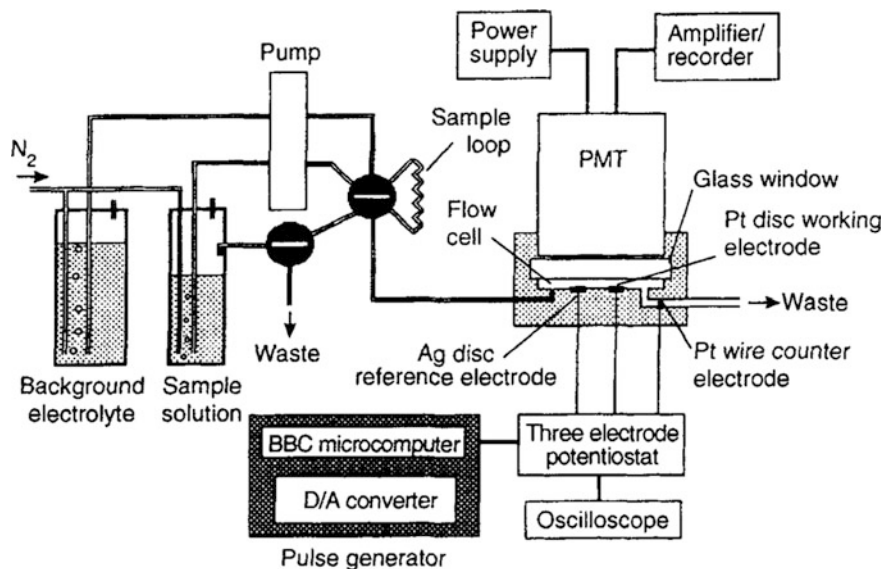 Power
supply
Amplifier/
recorder
Pump
Sample
loop
N2
PMT
Glass window
Flow
cell
Pt disc working
electrode
Waste
Waste
Ag disc
reference electrode
Pt wire counter
electrode
Background
electrolyte
Sample
solution
BBC microcomputer
Three electrode
potentiostat
D/A converter
Oscilloscope
Pulse generator